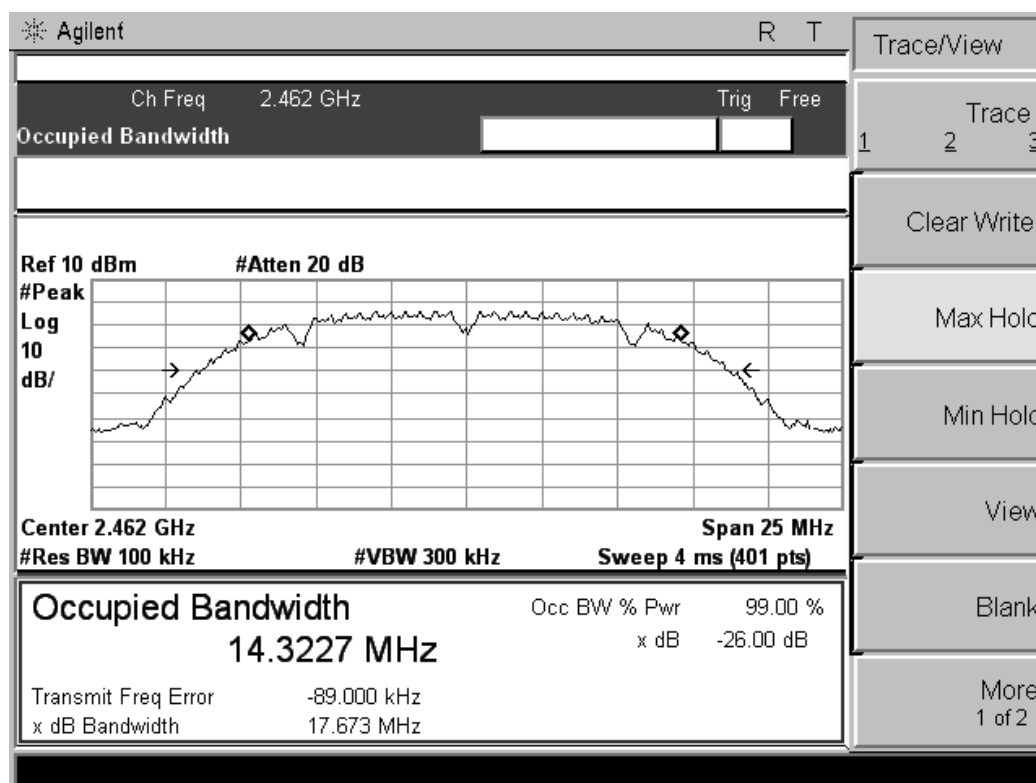 Agilent R T
Trace/View
Ch Freq 2.462 GHz Trig Free
Occupied Bandwidth
Trace
1 2
Clear Write
Max Hold
Min Hold
View
Blank
More
1 of 2
Ref 10 dBm #Atten 20 dB
#Peak
Log
10
dB/
Center 2.462 GHz Span 25 MHz
#Res BW 100 kHz #VBW 300 kHz Sweep 4 ms (401 pts)
Occupied Bandwidth
14.3227 MHz
Occ BW % Pwr 99.00 %
x dB -26.00 dB
Transmit Freq Error -89.000 kHz
x dB Bandwidth 17.673 MHz